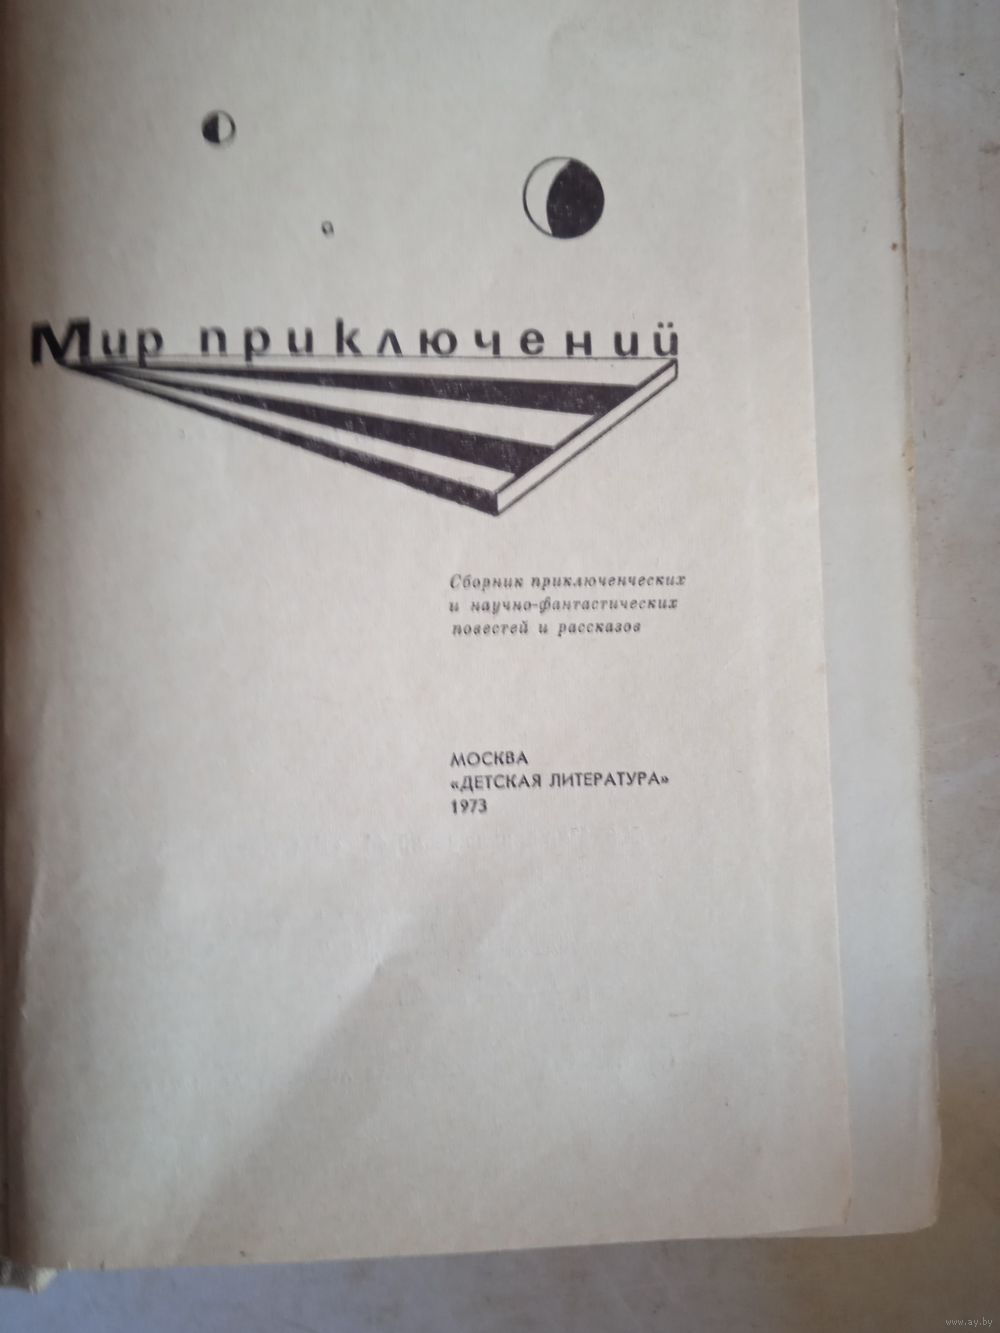 Мир приключений
Сборник приключенческих
и научно-фантастических
повестей и рассказов
МОСКВА
«ДЕТСКАЯ ЛИТЕРАТУРА»
1973
www.ay.by